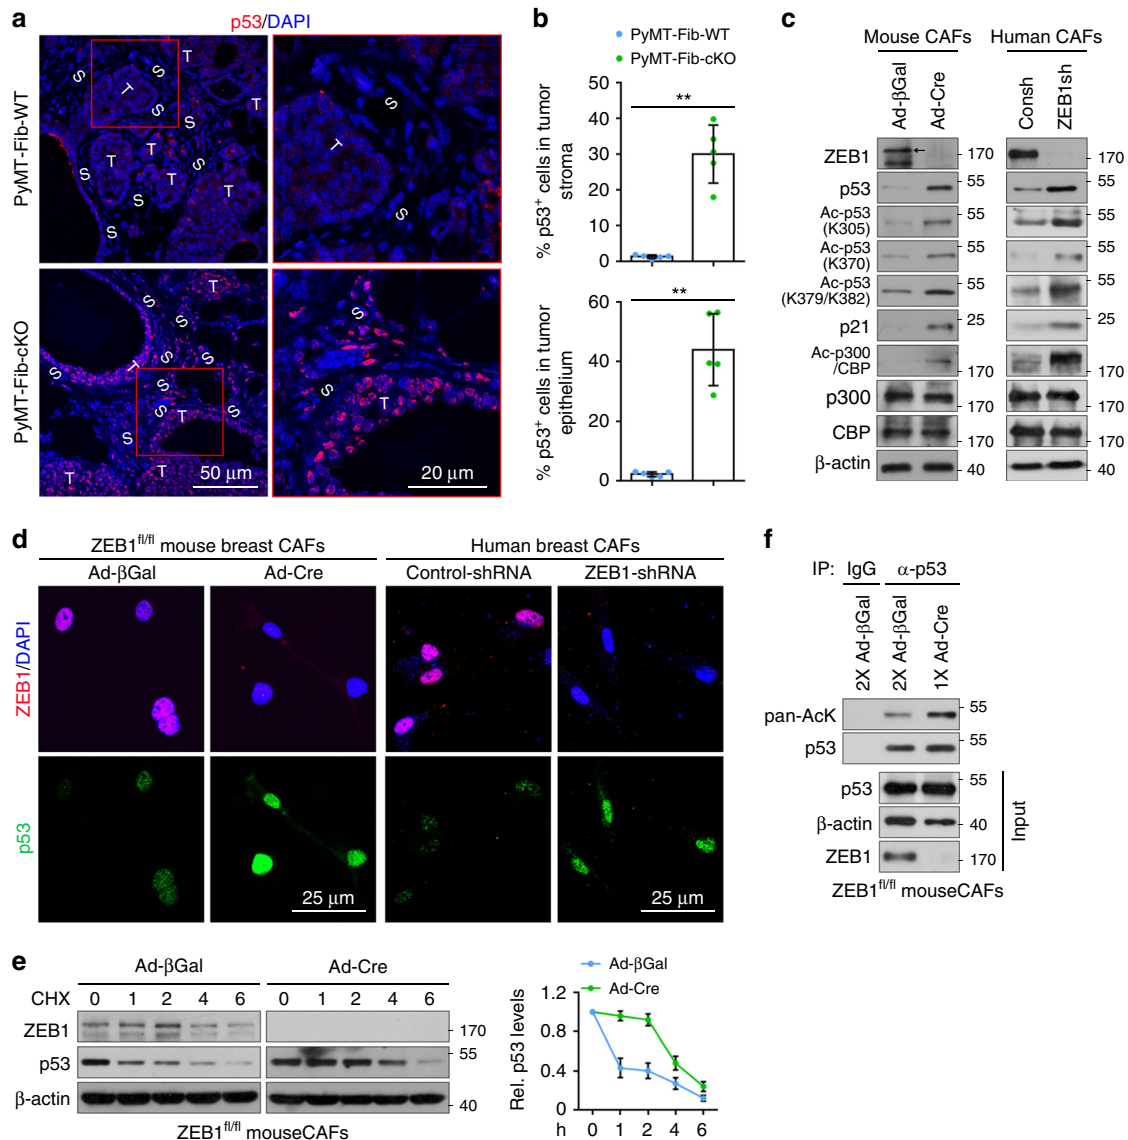 a
p53/DAPI
PyMT-Fib-WT
PyMT-Fib-cKO
T
S
50 μm
20 μm
b
PyMT-Fib-WT
PyMT-Fib-cKO
% p53+ cells in tumor stroma
50
40
30
20
10
0
**
% p53+ cells in tumor epithelium
60
40
20
0
**
c
Mouse CAFs Human CAFs
Ad-βGal Ad-Cre Consh ZEB1sh
ZEB1 170 170
p53 55 55
Ac-p53 (K305) 55 55
Ac-p53 (K370) 55 55
Ac-p53 (K379/K382) 55 55
p21 25 25
Ac-p300 /CBP 170 170
p300 170 170
CBP 170 170
β-actin 40 40
d
ZEB1fl/fl mouse breast CAFs Human breast CAFs
Ad-βGal Ad-Cre Control-shRNA ZEB1-shRNA
ZEB1/DAPI
p53
25 μm 25 μm
e
Ad-βGal Ad-Cre
CHX 0 1 2 4 6 0 1 2 4 6
ZEB1 170
p53 55
β-actin 40
ZEB1fl/fl mouseCAFs
Ad-βGal
Ad-Cre
Rel. p53 levels
1.2
0.8
0.4
0
h 0 1 2 4 6
f
IP: IgG α-p53
2X Ad-βGal 2X Ad-βGal 1X Ad-Cre
pan-AcK 55
p53 55
p53 55
β-actin 40
ZEB1 170
Input
ZEB1fl/fl mouseCAFs